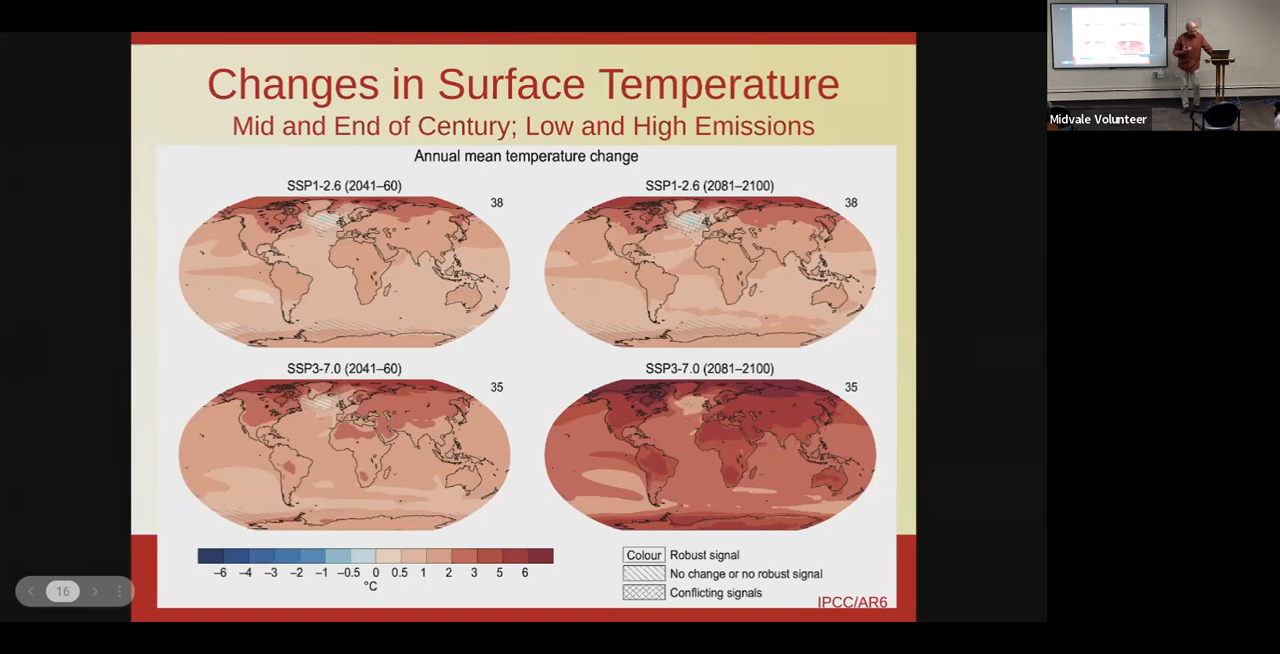 Changes in Surface Temperature
Mid and End of Century; Low and High Emissions
Annual mean temperature change
SSP1-2.6 (2041–60)
38
SSP1-2.6 (2081–2100)
38
SSP3-7.0 (2041–60)
35
SSP3-7.0 (2081–2100)
35
–6 –4 –3 –2 –1 –0.5 0 0.5 1 2 3 5 6
°C
Colour Robust signal
No change or no robust signal
Conflicting signals
IPCC/AR6
16
Midvale Volunteer